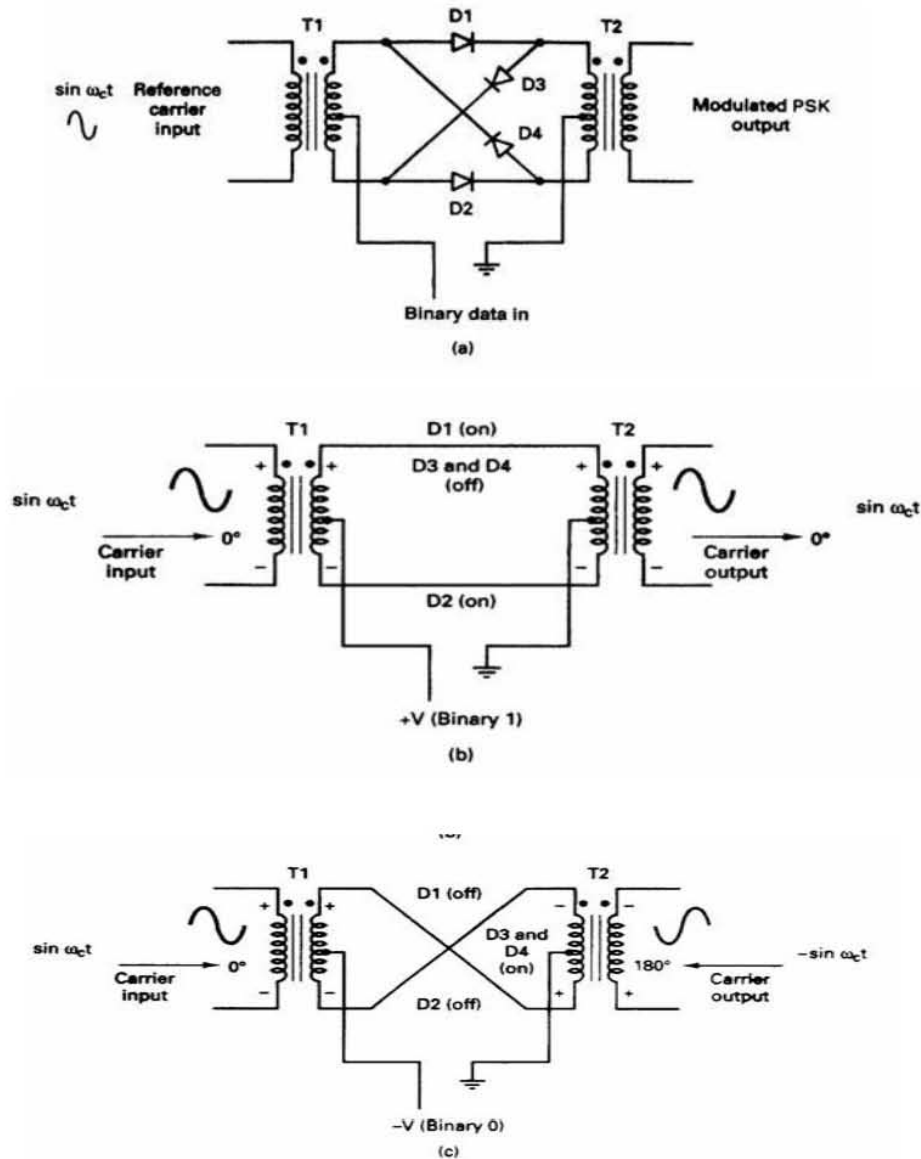 T1
D1
T2
sin ωct
Reference
carrier
input
D3
D4
D2
Modulated PSK
output
Binary data in
(a)
T1
D1 (on)
T2
D3 and D4
(off)
sin ωct
+
+
+
+
sin ωct
Carrier
input
0°
−
−
−
−
Carrier
output
0°
D2 (on)
+V (Binary 1)
(b)
T1
D1 (off)
T2
sin ωct
+
+
−
−
D3 and
D4
(on)
−sin ωct
Carrier
input
0°
180°
Carrier
output
−
−
D2 (off)
+
+
−V (Binary 0)
(c)